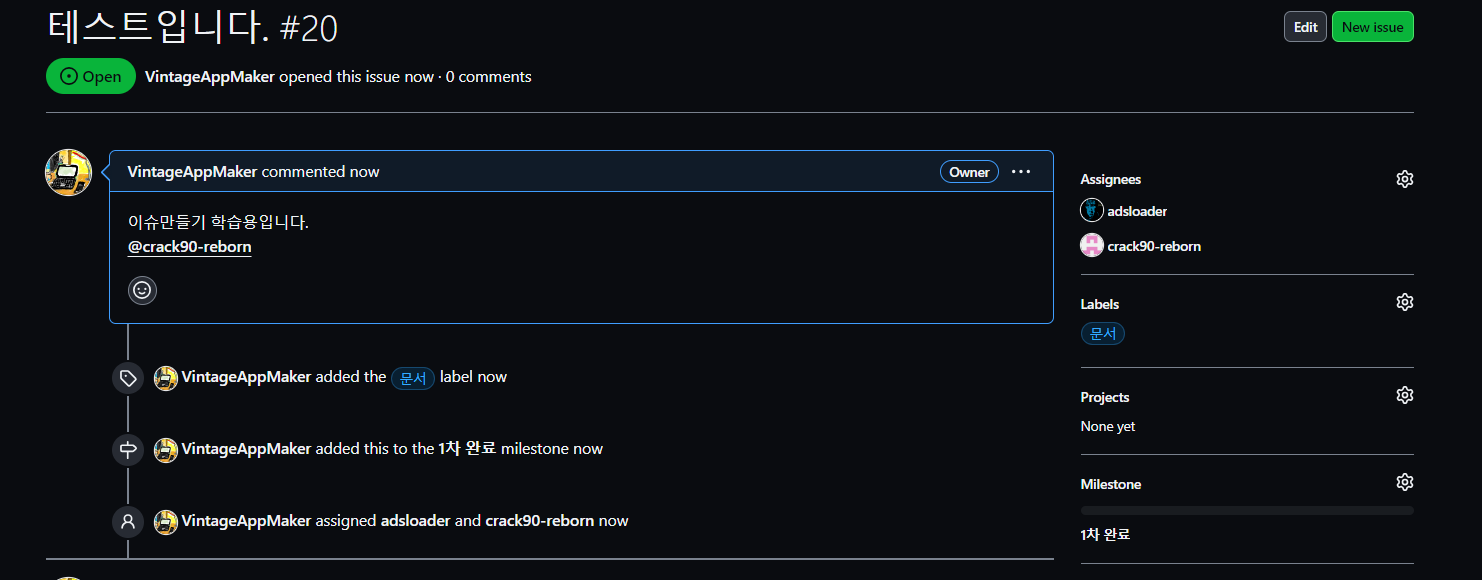 테스트입니다. #20
Edit
New issue
Open
VintageAppMaker opened this issue now · 0 comments
VintageAppMaker commented now
Owner
이슈만들기 학습용입니다.
@crack90-reborn
VintageAppMaker added the 문서 label now
VintageAppMaker added this to the 1차 완료 milestone now
VintageAppMaker assigned adsloader and crack90-reborn now
Assignees
adsloader
crack90-reborn
Labels
문서
Projects
None yet
Milestone
1차 완료